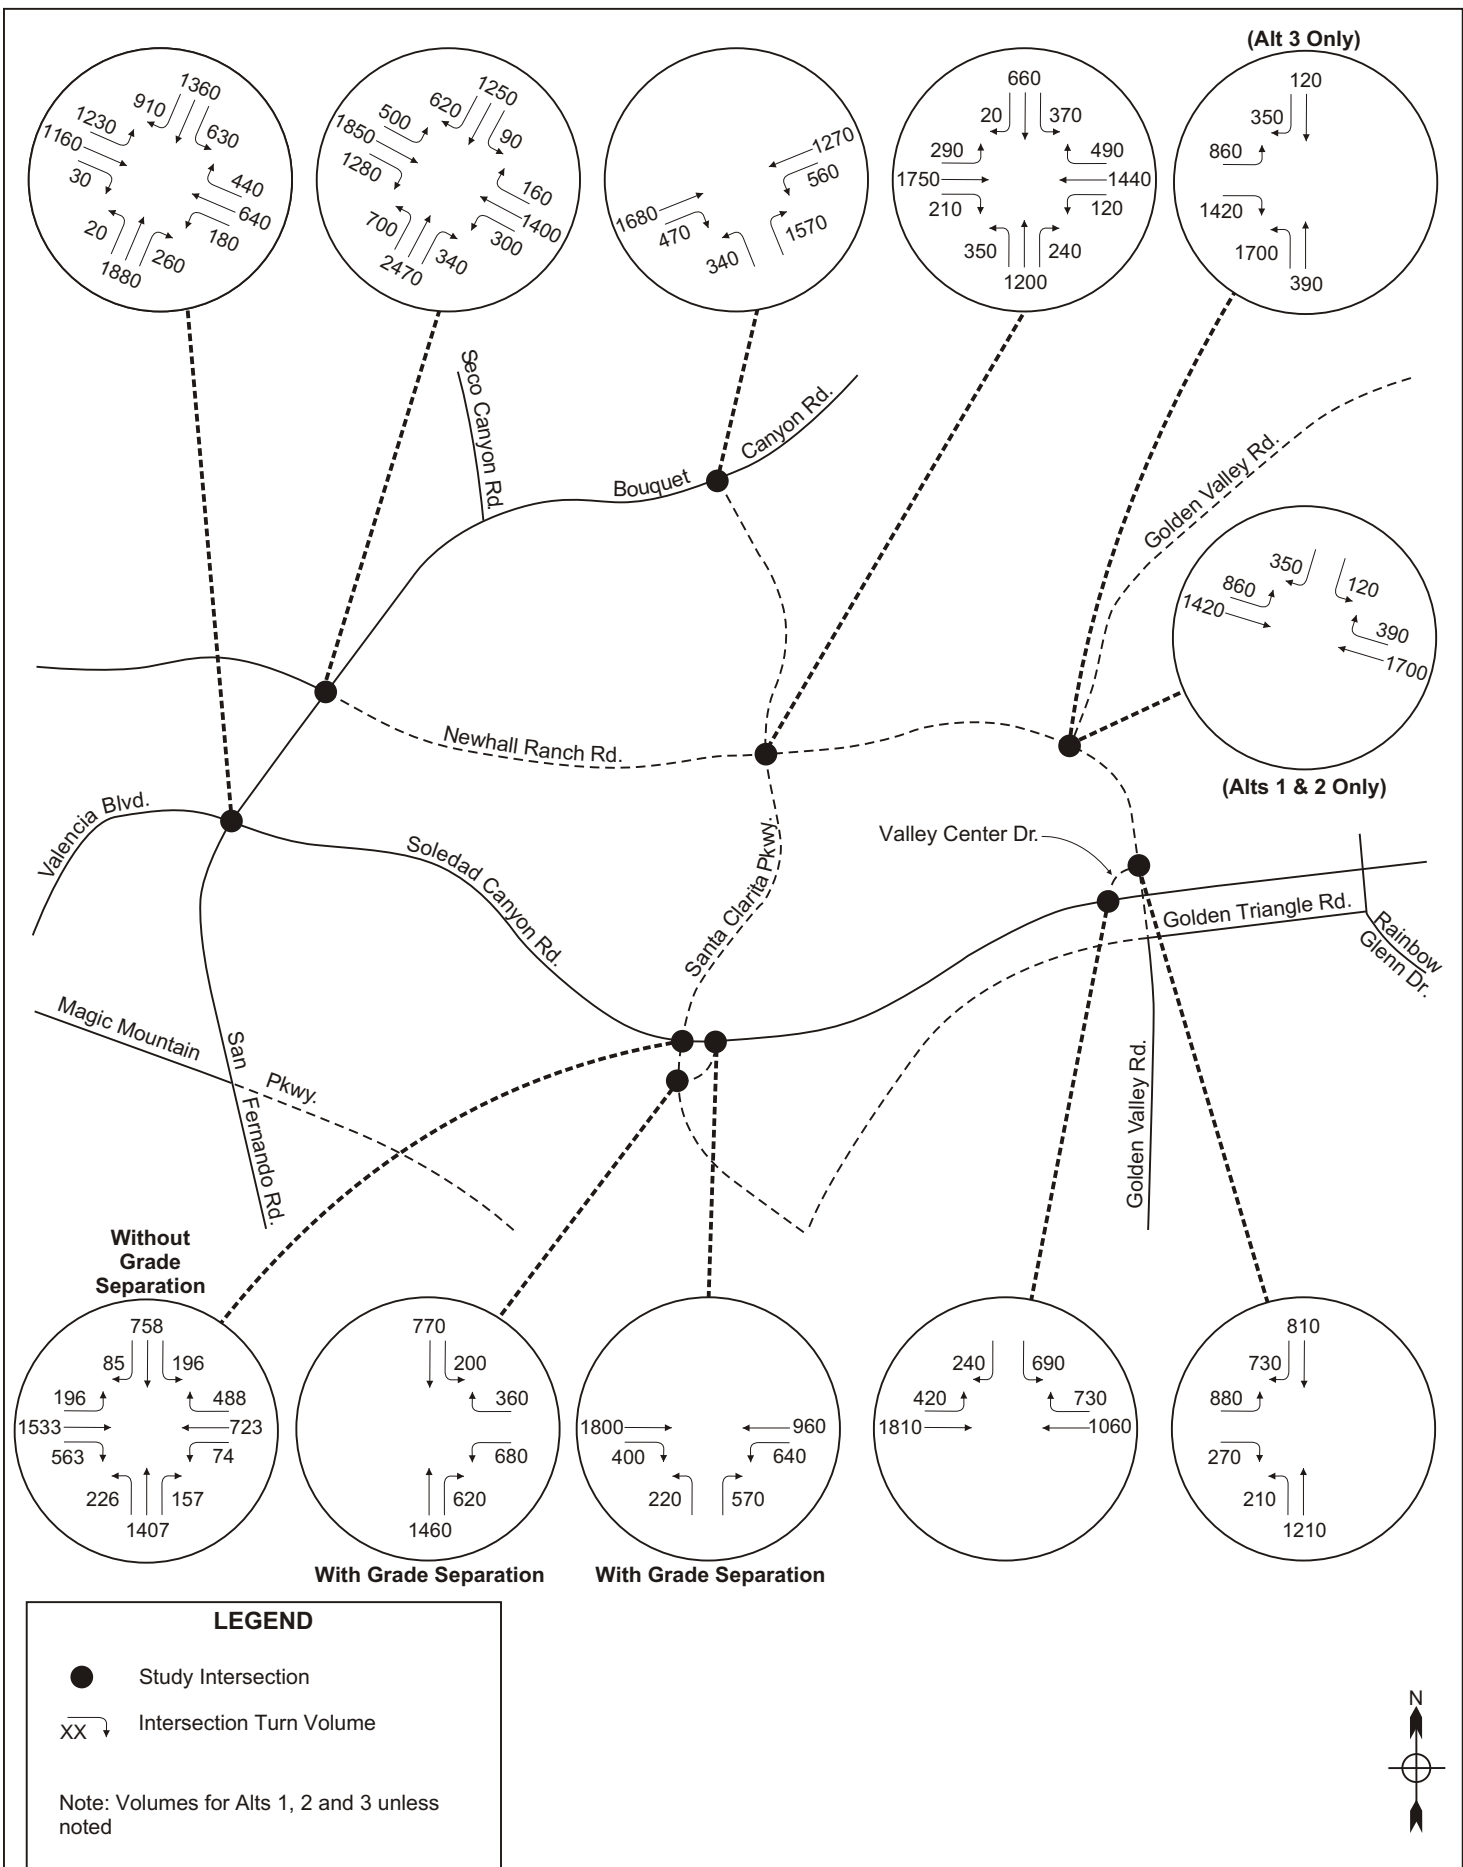 (Alt 3 Only)
1360
910
630
1230
1160
30
440
640
180
20
1880
260
1250
620
90
500
1850
1280
160
1400
300
700
2470
340
1270
560
1680
470
340
1570
660
20
370
290
490
1750
1440
210
120
350
240
1200
120
350
860
1420
1700
390
Seco Canyon Rd.
Bouquet
Canyon Rd.
Golden Valley Rd.
350
120
860
1420
390
1700
(Alts 1 & 2 Only)
Newhall Ranch Rd.
Valencia Blvd.
Soledad Canyon Rd.
Santa Clarita Pkwy.
Valley Center Dr.
Golden Triangle Rd.
Rainbow
Glenn Dr.
Magic Mountain
Pkwy.
San
Fernando Rd.
Golden Valley Rd.
Without
Grade
Separation
758
85
196
196
488
1533
723
563
74
226
157
1407
770
200
360
680
620
1460
With Grade Separation
1800
960
400
640
220
570
With Grade Separation
240
690
420
730
1810
1060
810
730
880
270
210
1210
LEGEND
Study Intersection
XX
Intersection Turn Volume
Note: Volumes for Alts 1, 2 and 3 unless
noted
N